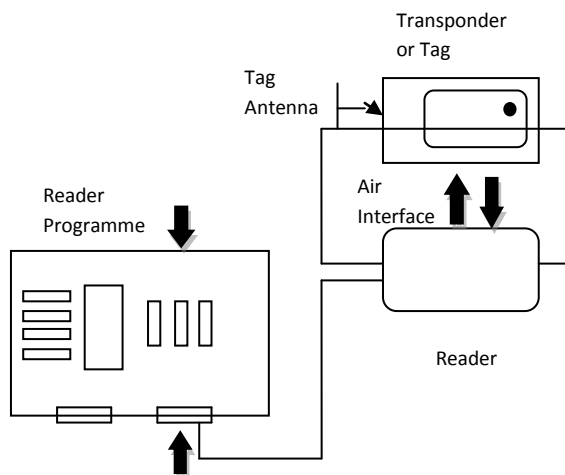 Transponder
or Tag
Tag
Antenna
Air
Interface
Reader
Programme
Reader